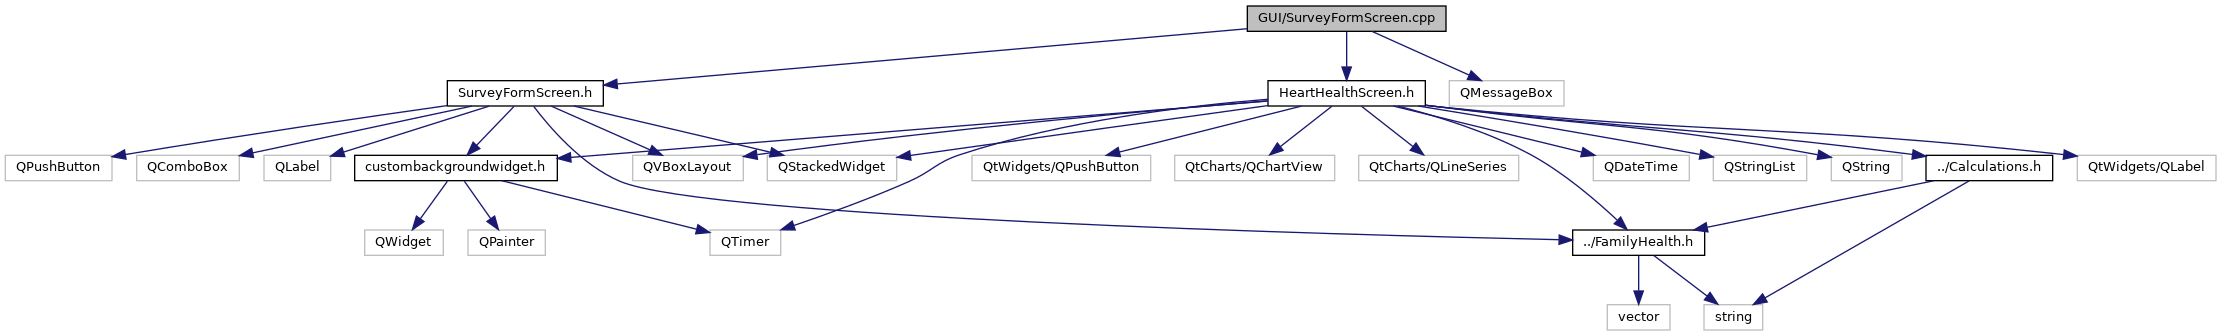 GUI/SurveyFormScreen.cpp
SurveyFormScreen.h
HeartHealthScreen.h
QMessageBox
QPushButton
QComboBox
QLabel
custombackgroundwidget.h
QVBoxLayout
QStackedWidget
QtWidgets/QPushButton
QtCharts/QChartView
QtCharts/QLineSeries
QDateTime
QStringList
QString
../Calculations.h
QtWidgets/QLabel
QWidget
QPainter
QTimer
../FamilyHealth.h
vector
string